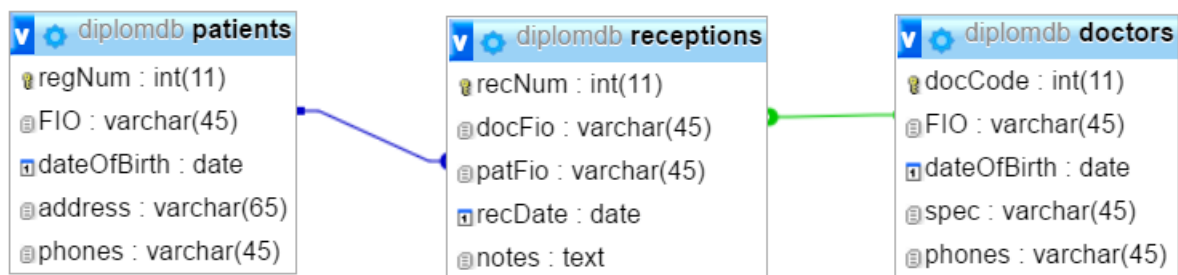 diplomdb patients
regNum : int(11)
FIO : varchar(45)
dateOfBirth : date
address : varchar(65)
phones : varchar(45)
diplomdb receptions
recNum : int(11)
docFio : varchar(45)
patFio : varchar(45)
recDate : date
notes : text
diplomdb doctors
docCode : int(11)
FIO : varchar(45)
dateOfBirth : date
spec : varchar(45)
phones : varchar(45)